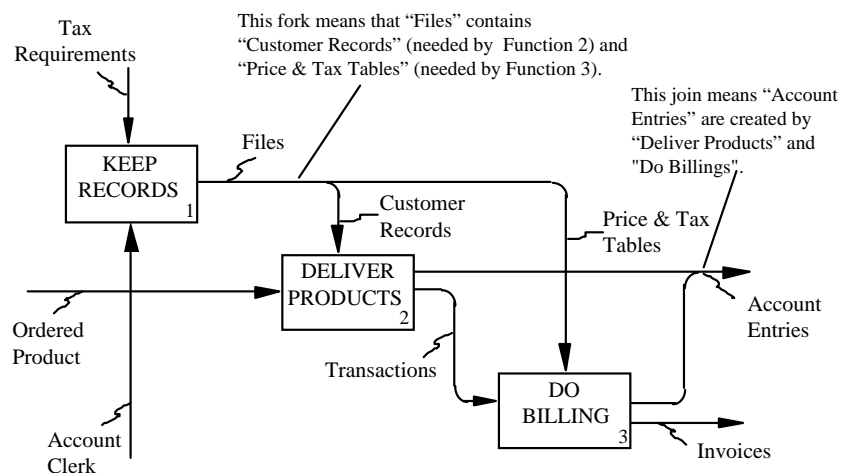 Tax
Requirements
This fork means that “Files” contains
“Customer Records” (needed by Function 2) and
“Price & Tax Tables” (needed by Function 3).
This join means “Account
Entries” are created by
“Deliver Products” and
"Do Billings".
KEEP
RECORDS
1
Files
Customer
Records
Price & Tax
Tables
DELIVER
PRODUCTS
2
Ordered
Product
Account
Entries
Transactions
DO
BILLING
3
Account
Clerk
Invoices